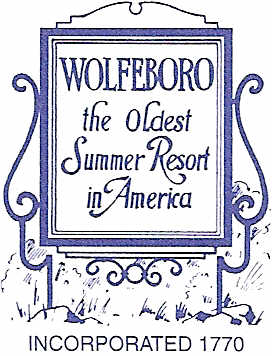 WOLFEBORO
the Oldest
Summer Resort
in America
INCORPORATED 1770